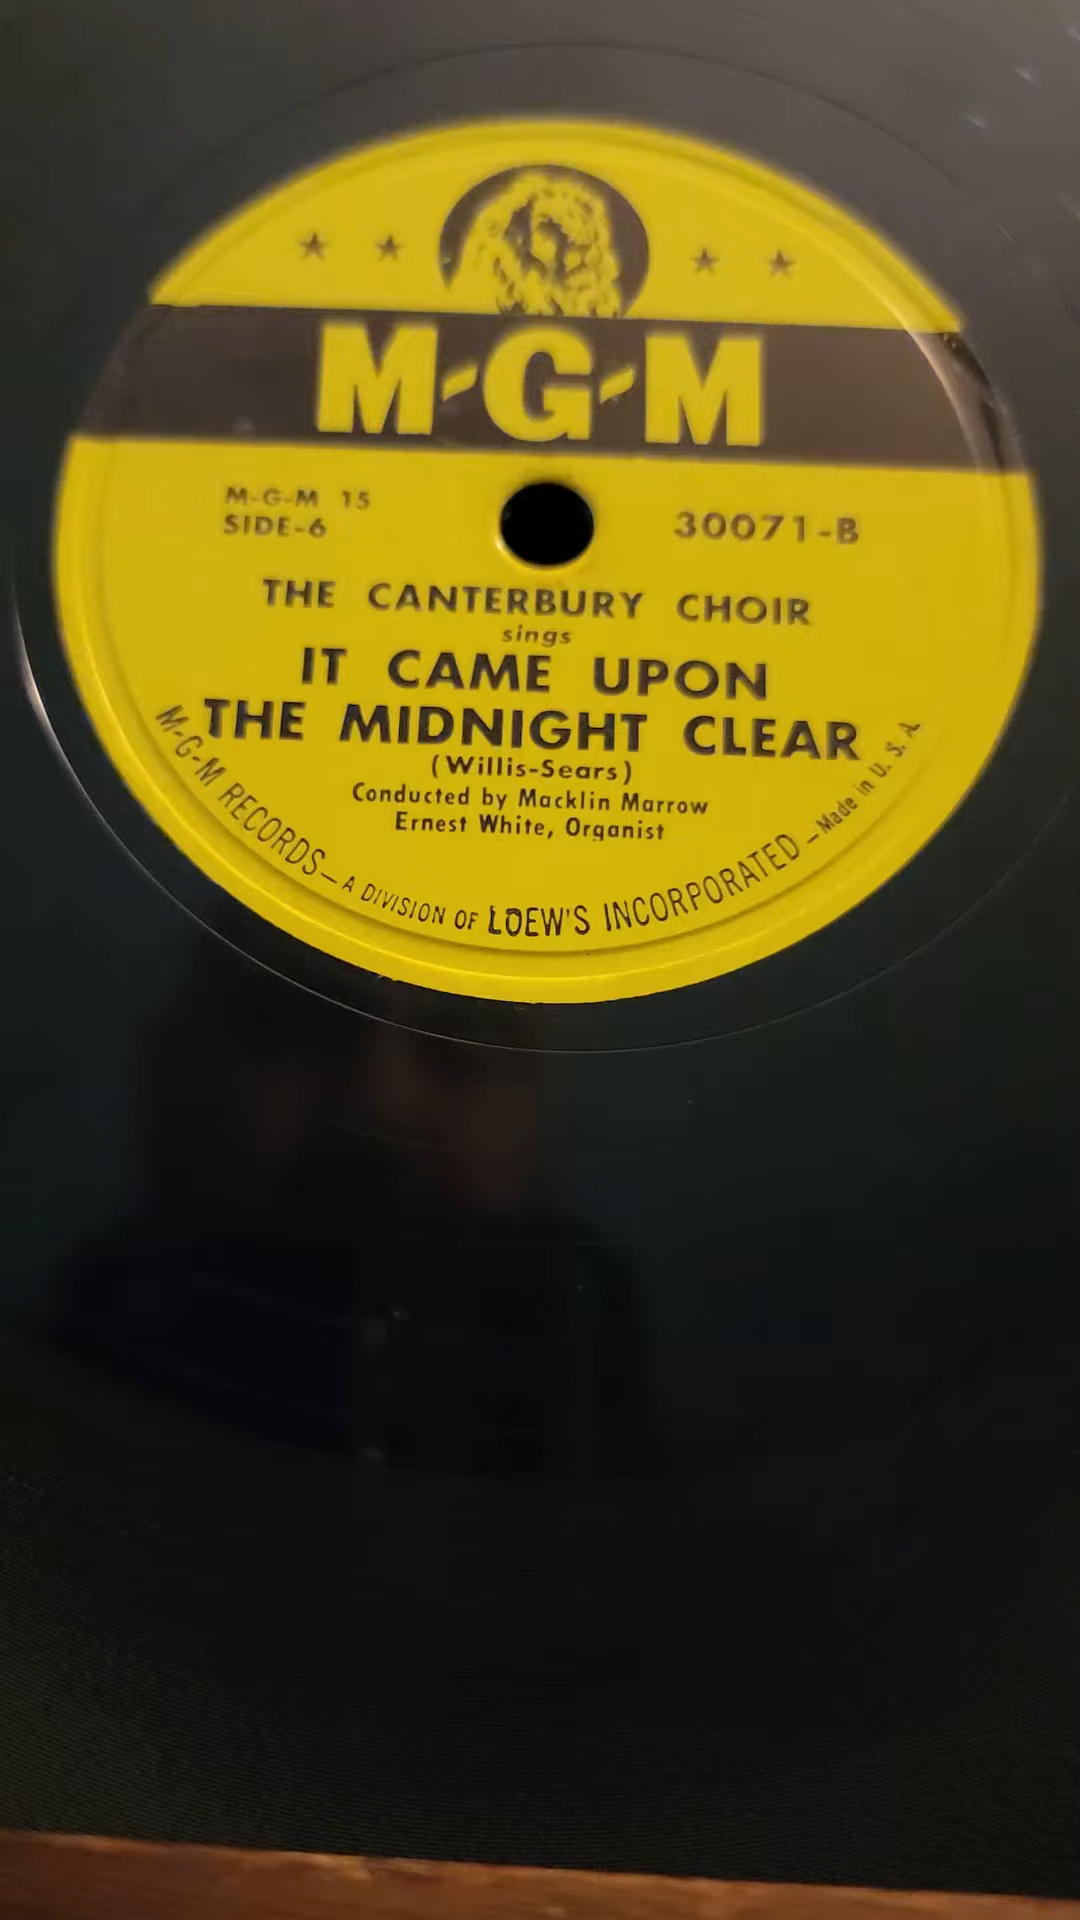 M-G-M
M-G-M 15
SIDE-6
30071-B
THE CANTERBURY CHOIR
sings
IT CAME UPON
THE MIDNIGHT CLEAR
(Willis-Sears)
Conducted by Macklin Marrow
Ernest White, Organist
M-G-M RECORDS—A DIVISION OF LOEW'S INCORPORATED—Made in U. S. A.